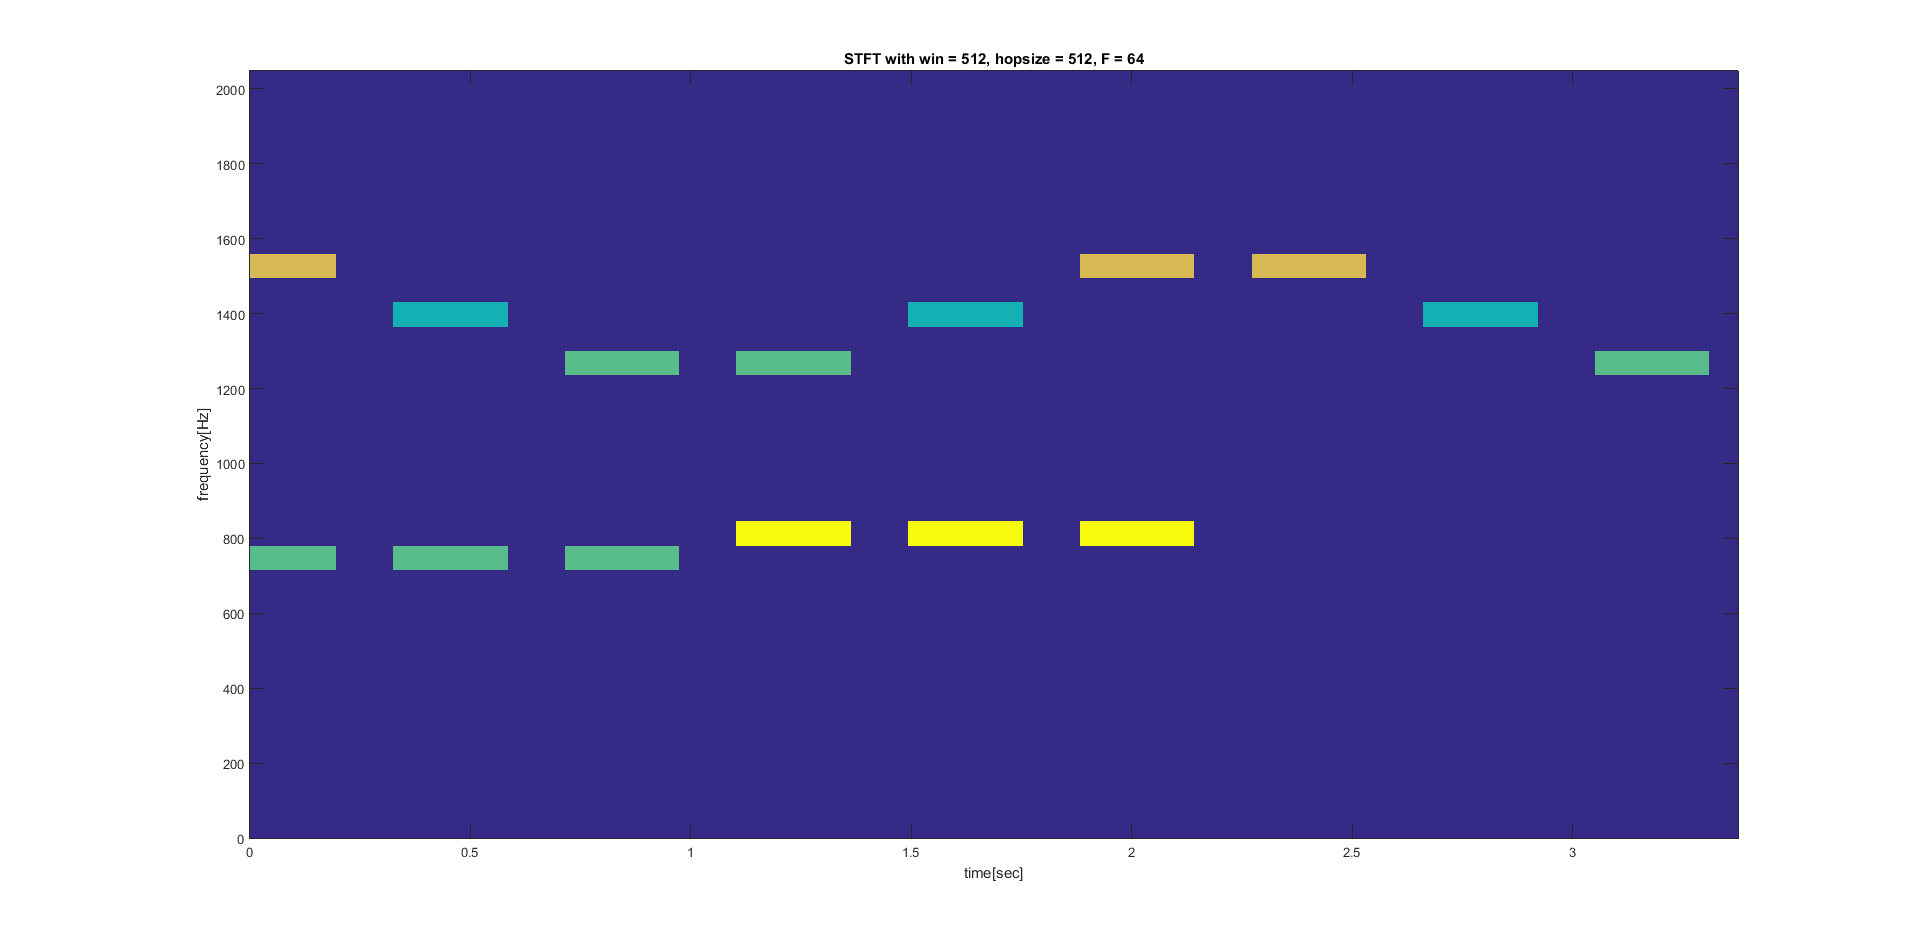 STFT with win = 512, hopsize = 512, F = 64
frequency[Hz]
2000
1800
1600
1400
1200
1000
800
600
400
200
0
0 0.5 1 1.5 2 2.5 3
time[sec]